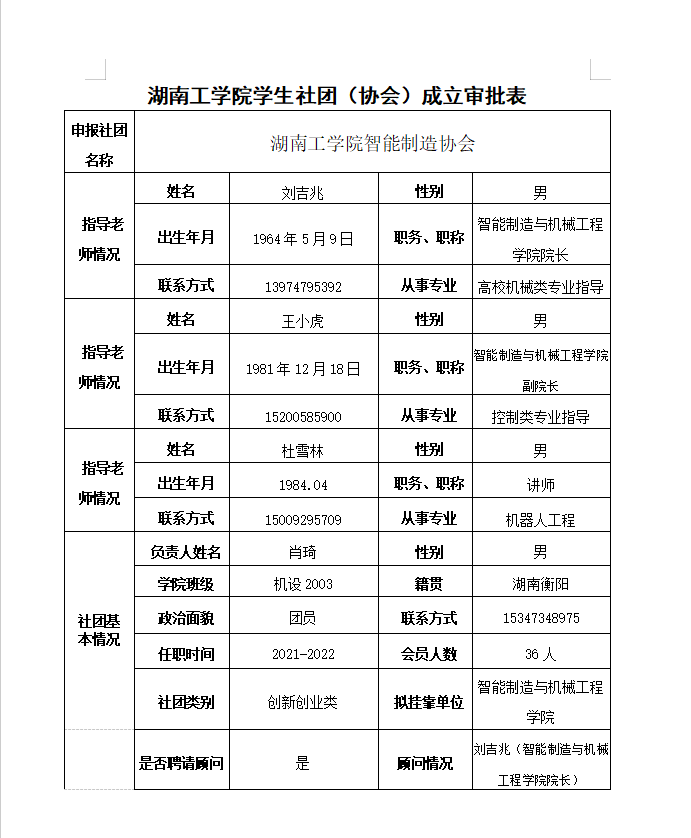 湖南工学院学生社团（协会）成立审批表
申报社团
名称
湖南工学院智能制造协会
指导老
师情况
姓名
刘吉兆
性别
男
出生年月
1964年5月9日
职务、职称
智能制造与机械工程
学院院长
联系方式
13974795392
从事专业
高校机械类专业指导
指导老
师情况
姓名
王小虎
性别
男
出生年月
1981年12月18日
职务、职称
智能制造与机械工程学院
副院长
联系方式
15200585900
从事专业
控制类专业指导
指导老
师情况
姓名
杜雪林
性别
男
出生年月
1984.04
职务、职称
讲师
联系方式
15009295709
从事专业
机器人工程
社团基
本情况
负责人姓名
肖琦
性别
男
学院班级
机设2003
籍贯
湖南衡阳
政治面貌
团员
联系方式
15347348975
任职时间
2021-2022
会员人数
36人
社团类别
创新创业类
拟挂靠单位
智能制造与机械工程
学院
是否聘请顾问
是
顾问情况
刘吉兆（智能制造与机械
工程学院院长）